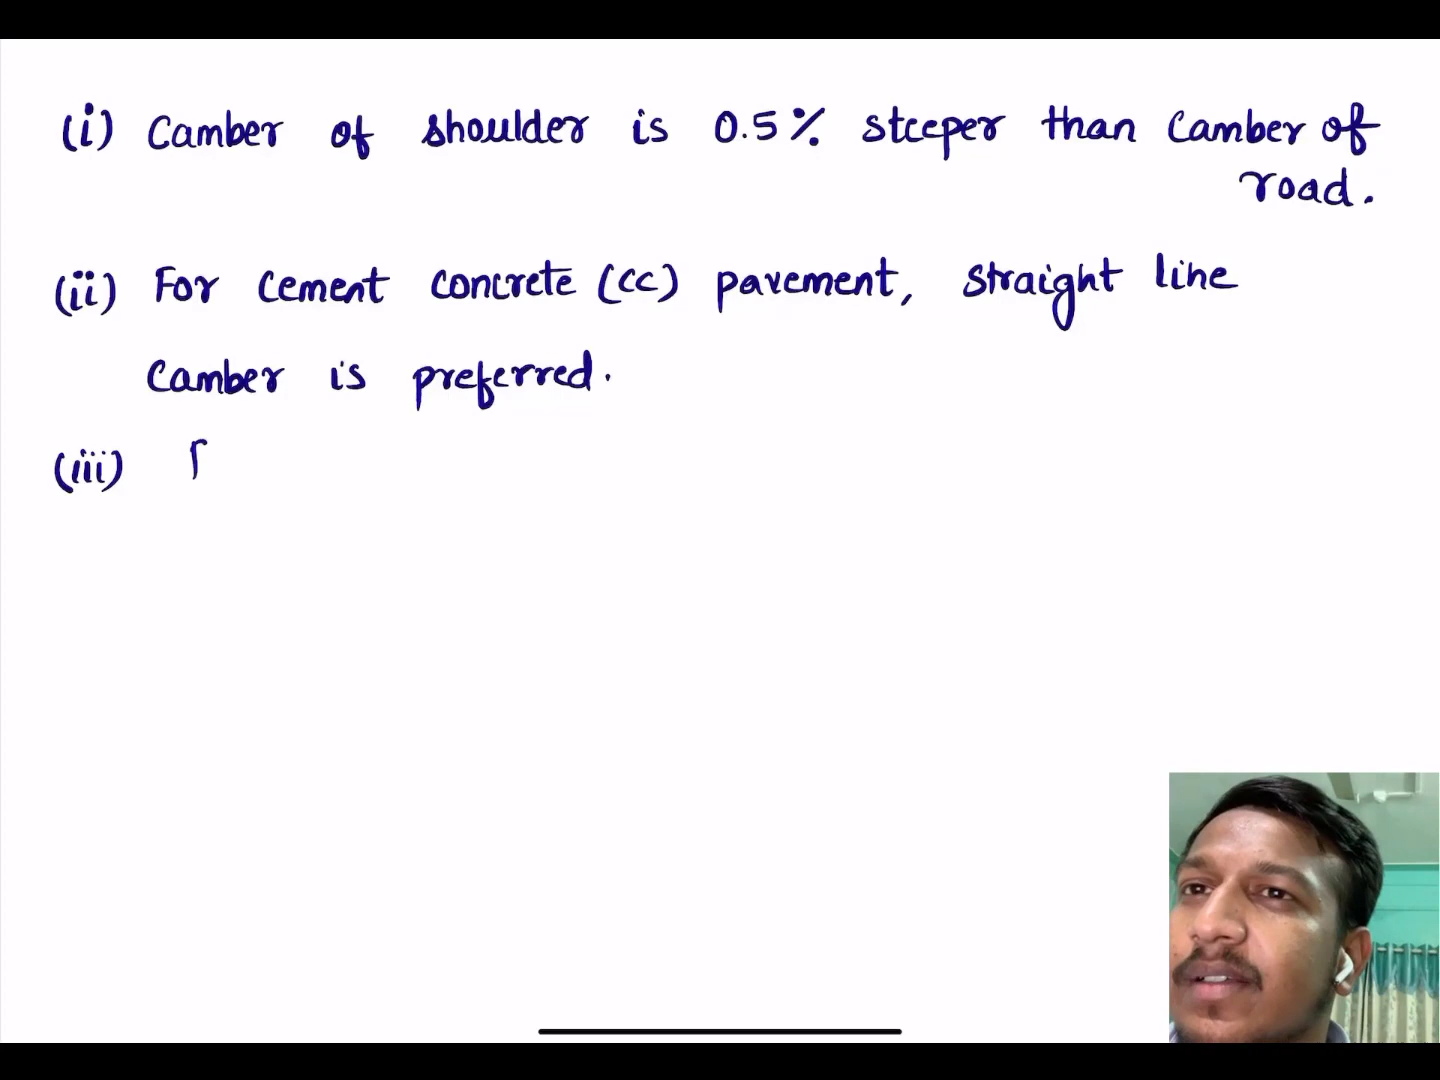 (i) Camber of shoulder is 0.5% steeper than camber of
road.
(ii) For cement concrete (CC) pavement, straight line
camber is preferred.
(iii)